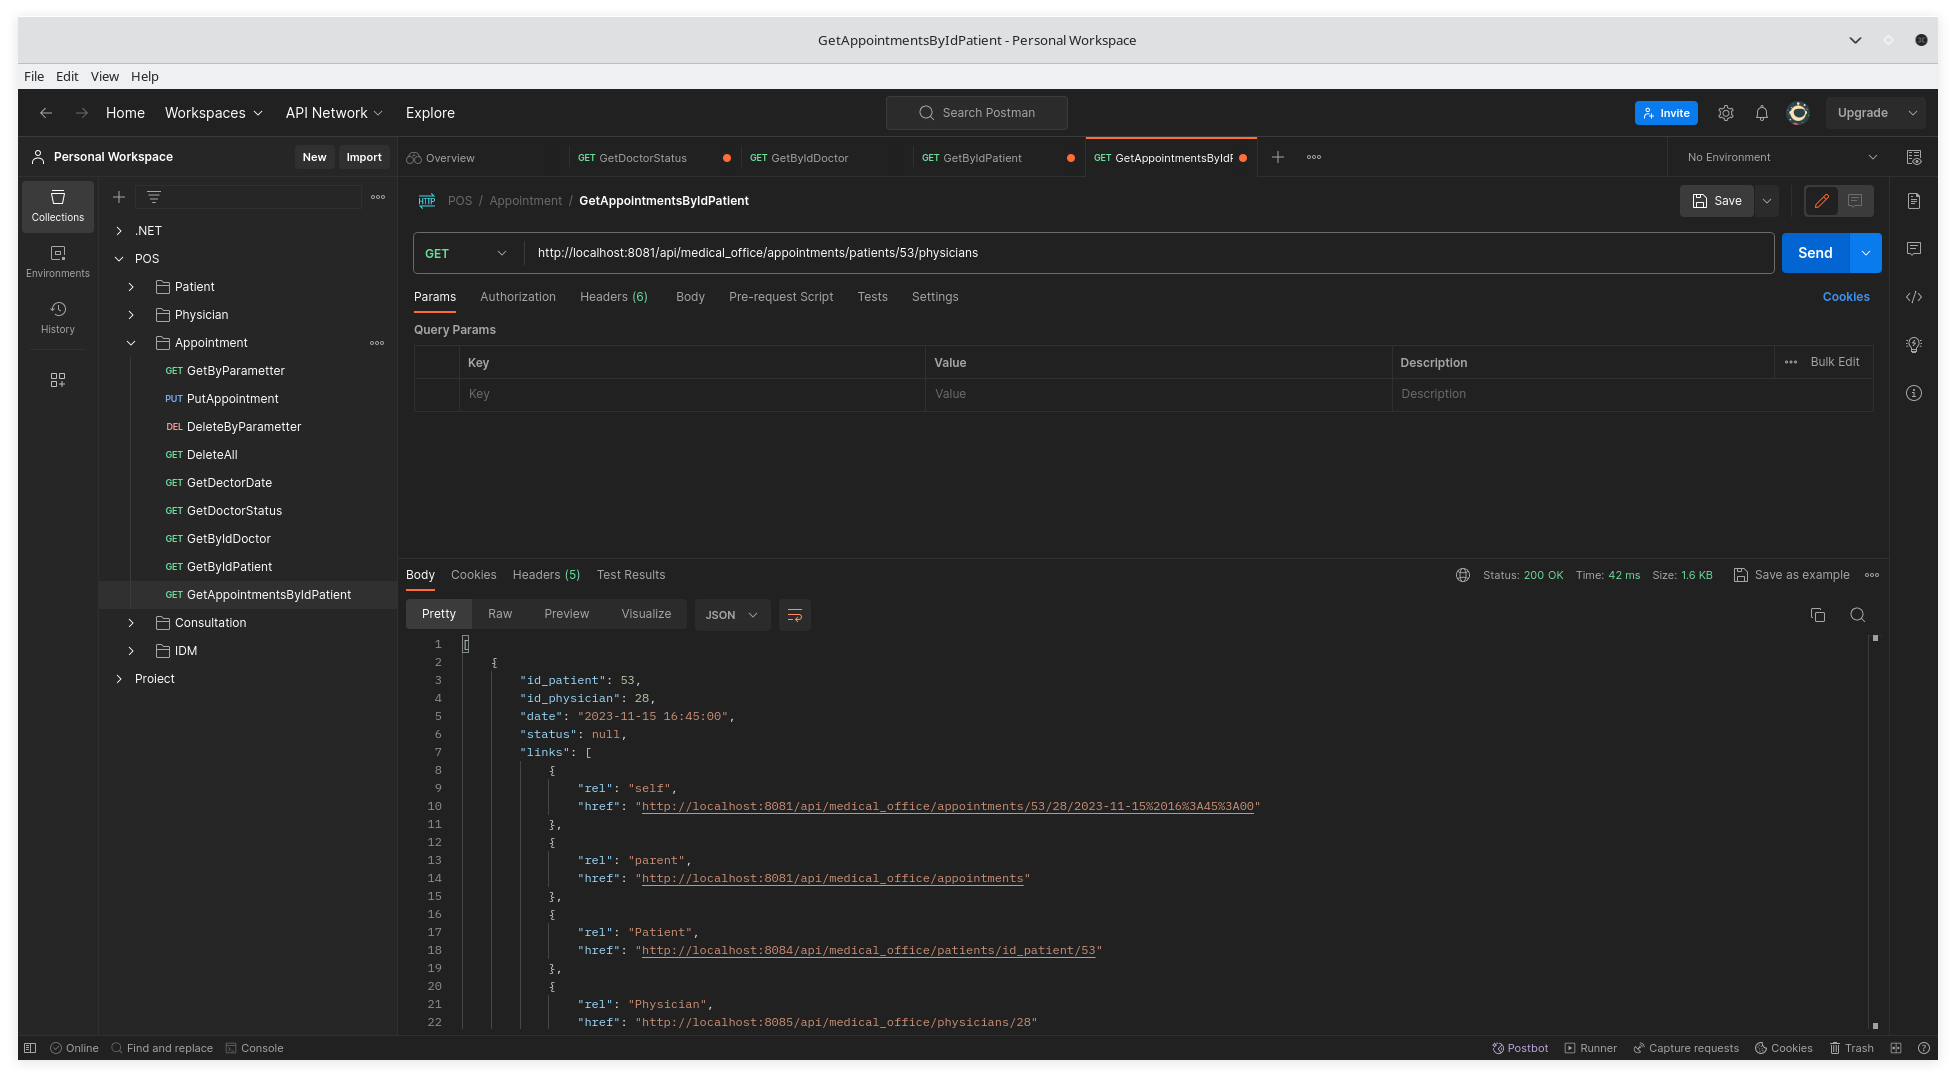 GetAppointmentsByIdPatient - Personal Workspace
File Edit View Help
Home Workspaces API Network Explore
Search Postman
Invite
Upgrade
Personal Workspace
New Import
Overview
GET GetDoctorStatus
GET GetByIdDoctor
GET GetByIdPatient
GET GetAppointmentsByIdF
No Environment
Collections
Environments
History
.NET
POS
Patient
Physician
Appointment
GET GetByParametter
PUT PutAppointment
DEL DeleteByParametter
GET DeleteAll
GET GetDectorDate
GET GetDoctorStatus
GET GetByIdDoctor
GET GetByIdPatient
GET GetAppointmentsByIdPatient
Consultation
IDM
Proiect
HTTP POS / Appointment / GetAppointmentsByIdPatient
Save
GET http://localhost:8081/api/medical_office/appointments/patients/53/physicians
Send
Params Authorization Headers (6) Body Pre-request Script Tests Settings
Cookies
Query Params
Key Value Description Bulk Edit
Key Value Description
Body Cookies Headers (5) Test Results
Status: 200 OK Time: 42 ms Size: 1.6 KB Save as example
Pretty Raw Preview Visualize JSON
1 [
2 {
3 "id_patient": 53,
4 "id_physician": 28,
5 "date": "2023-11-15 16:45:00",
6 "status": null,
7 "links": [
8 {
9 "rel": "self",
10 "href": "http://localhost:8081/api/medical_office/appointments/53/28/2023-11-15%2016%3A45%3A00"
11 },
12 {
13 "rel": "parent",
14 "href": "http://localhost:8081/api/medical_office/appointments"
15 },
16 {
17 "rel": "Patient",
18 "href": "http://localhost:8084/api/medical_office/patients/id_patient/53"
19 },
20 {
21 "rel": "Physician",
22 "href": "http://localhost:8085/api/medical_office/physicians/28"
Online Find and replace Console
Postbot Runner Capture requests Cookies Trash